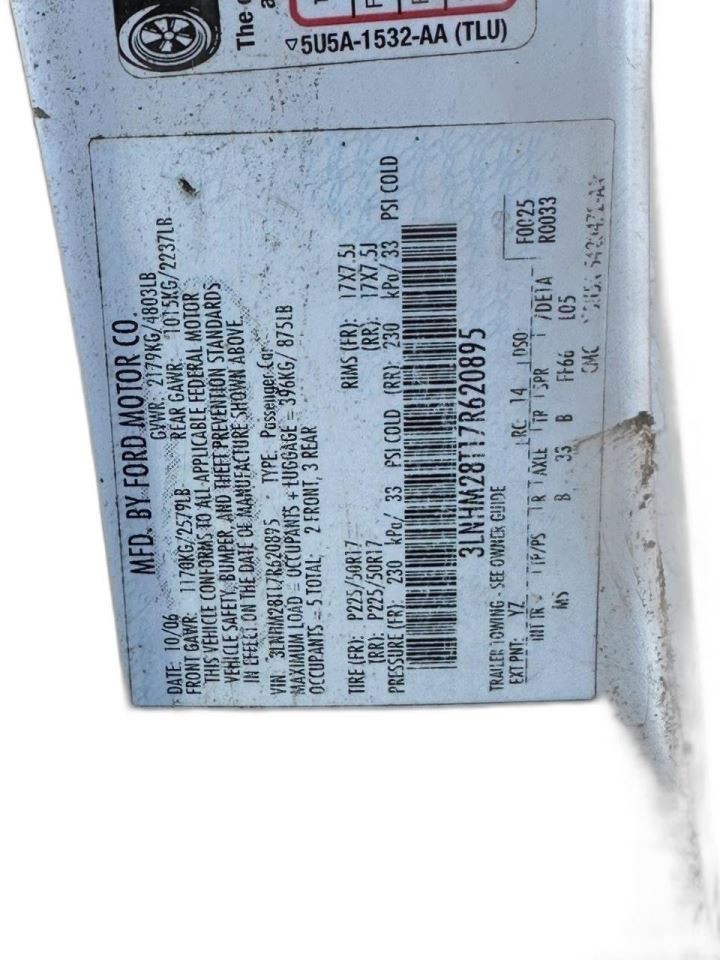 The
a
5U5A-1532-AA (TLU)
MFD. BY FORD MOTOR CO.
DATE: 10/06 GVWR: 2179KG/4803LB
FRONT GAWR: 1170KG/2579LB REAR GAWR: 1015KG/2237LB
THIS VEHICLE CONFORMS TO ALL APPLICABLE FEDERAL MOTOR
VEHICLE SAFETY, BUMPER, AND THEFT PREVENTION STANDARDS
IN EFFECT ON THE DATE OF MANUFACTURE SHOWN ABOVE.
VIN: 3LNHM28T17R620895 TYPE: Passenger Car
MAXIMUM LOAD = OCCUPANTS + LUGGAGE = 396KG/ 875LB
OCCUPANTS = 5 TOTAL; 2 FRONT, 3 REAR
TIRE (FR): P225/50R17 RIMS (FR): 17X7.5J
(RR): P225/50R17 (RR): 17X7.5J
PRESSURE (FR): 230 kPa/ 33 PSI COLD (RR): 230 kPa/ 33 PSI COLD
3LNHM28T17R620895
TRAILER TOWING - SEE OWNER GUIDE F0025
EXT PNT: YZ RC: 14 DSO: R0033
INT TR TP/PS R AXLE TR SPR
MS B 33 B FF66 L05